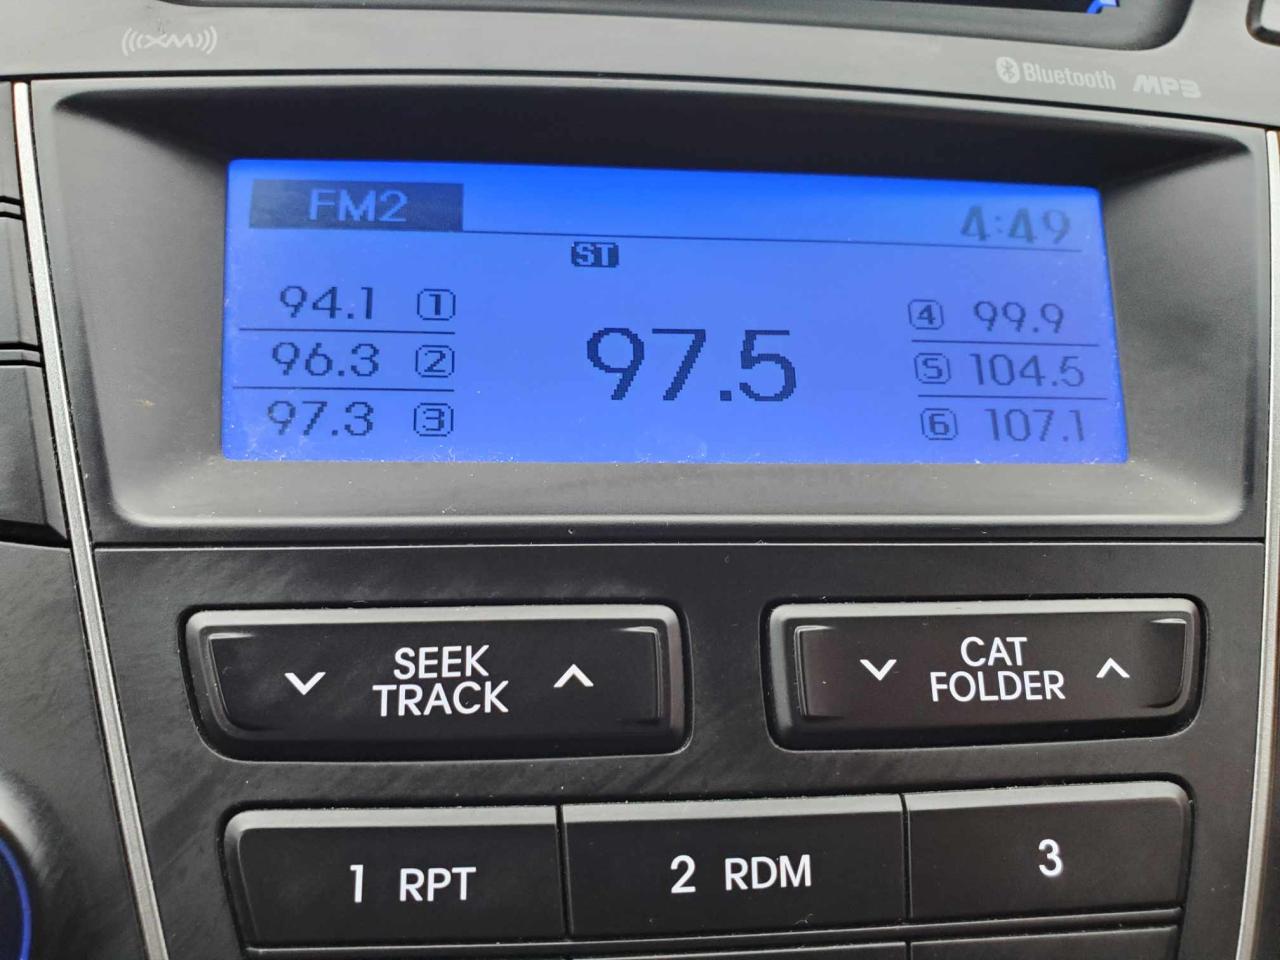 ((XM))
Bluetooth MP3
FM2
4:49
ST
94.1 1
96.3 2
97.3 3
97.5
4 99.9
5 104.5
6 107.1
SEEK
TRACK
CAT
FOLDER
1 RPT
2 RDM
3